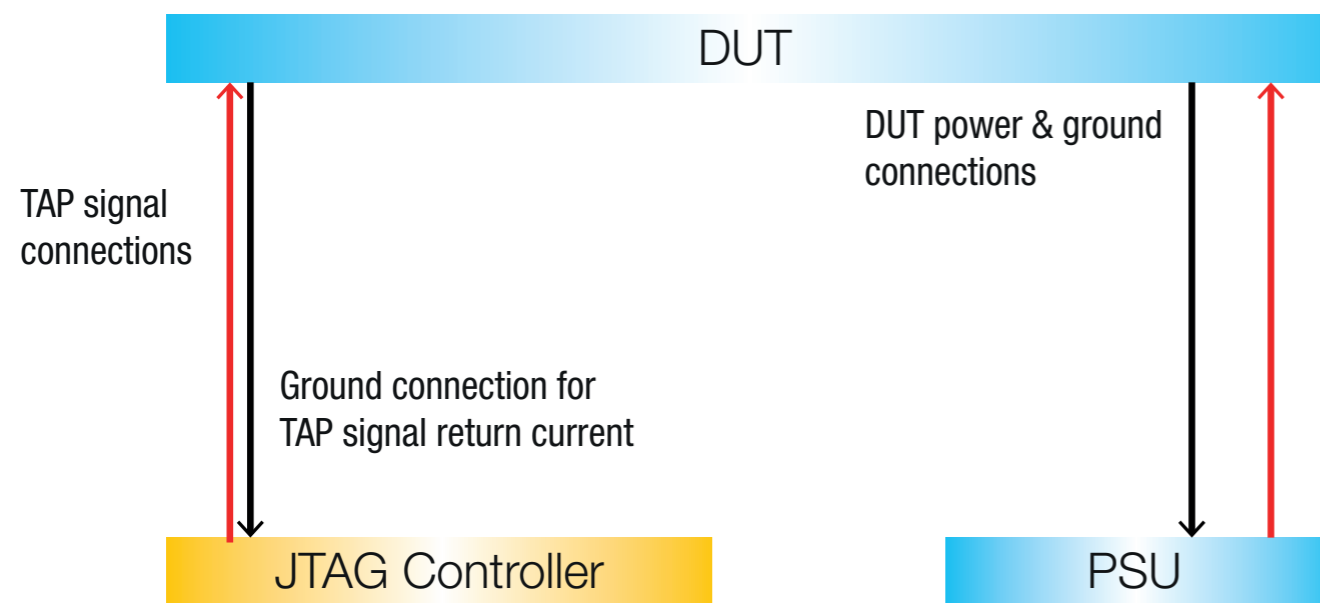 DUT
DUT power & ground
connections
TAP signal
connections
Ground connection for
TAP signal return current
JTAG Controller
PSU